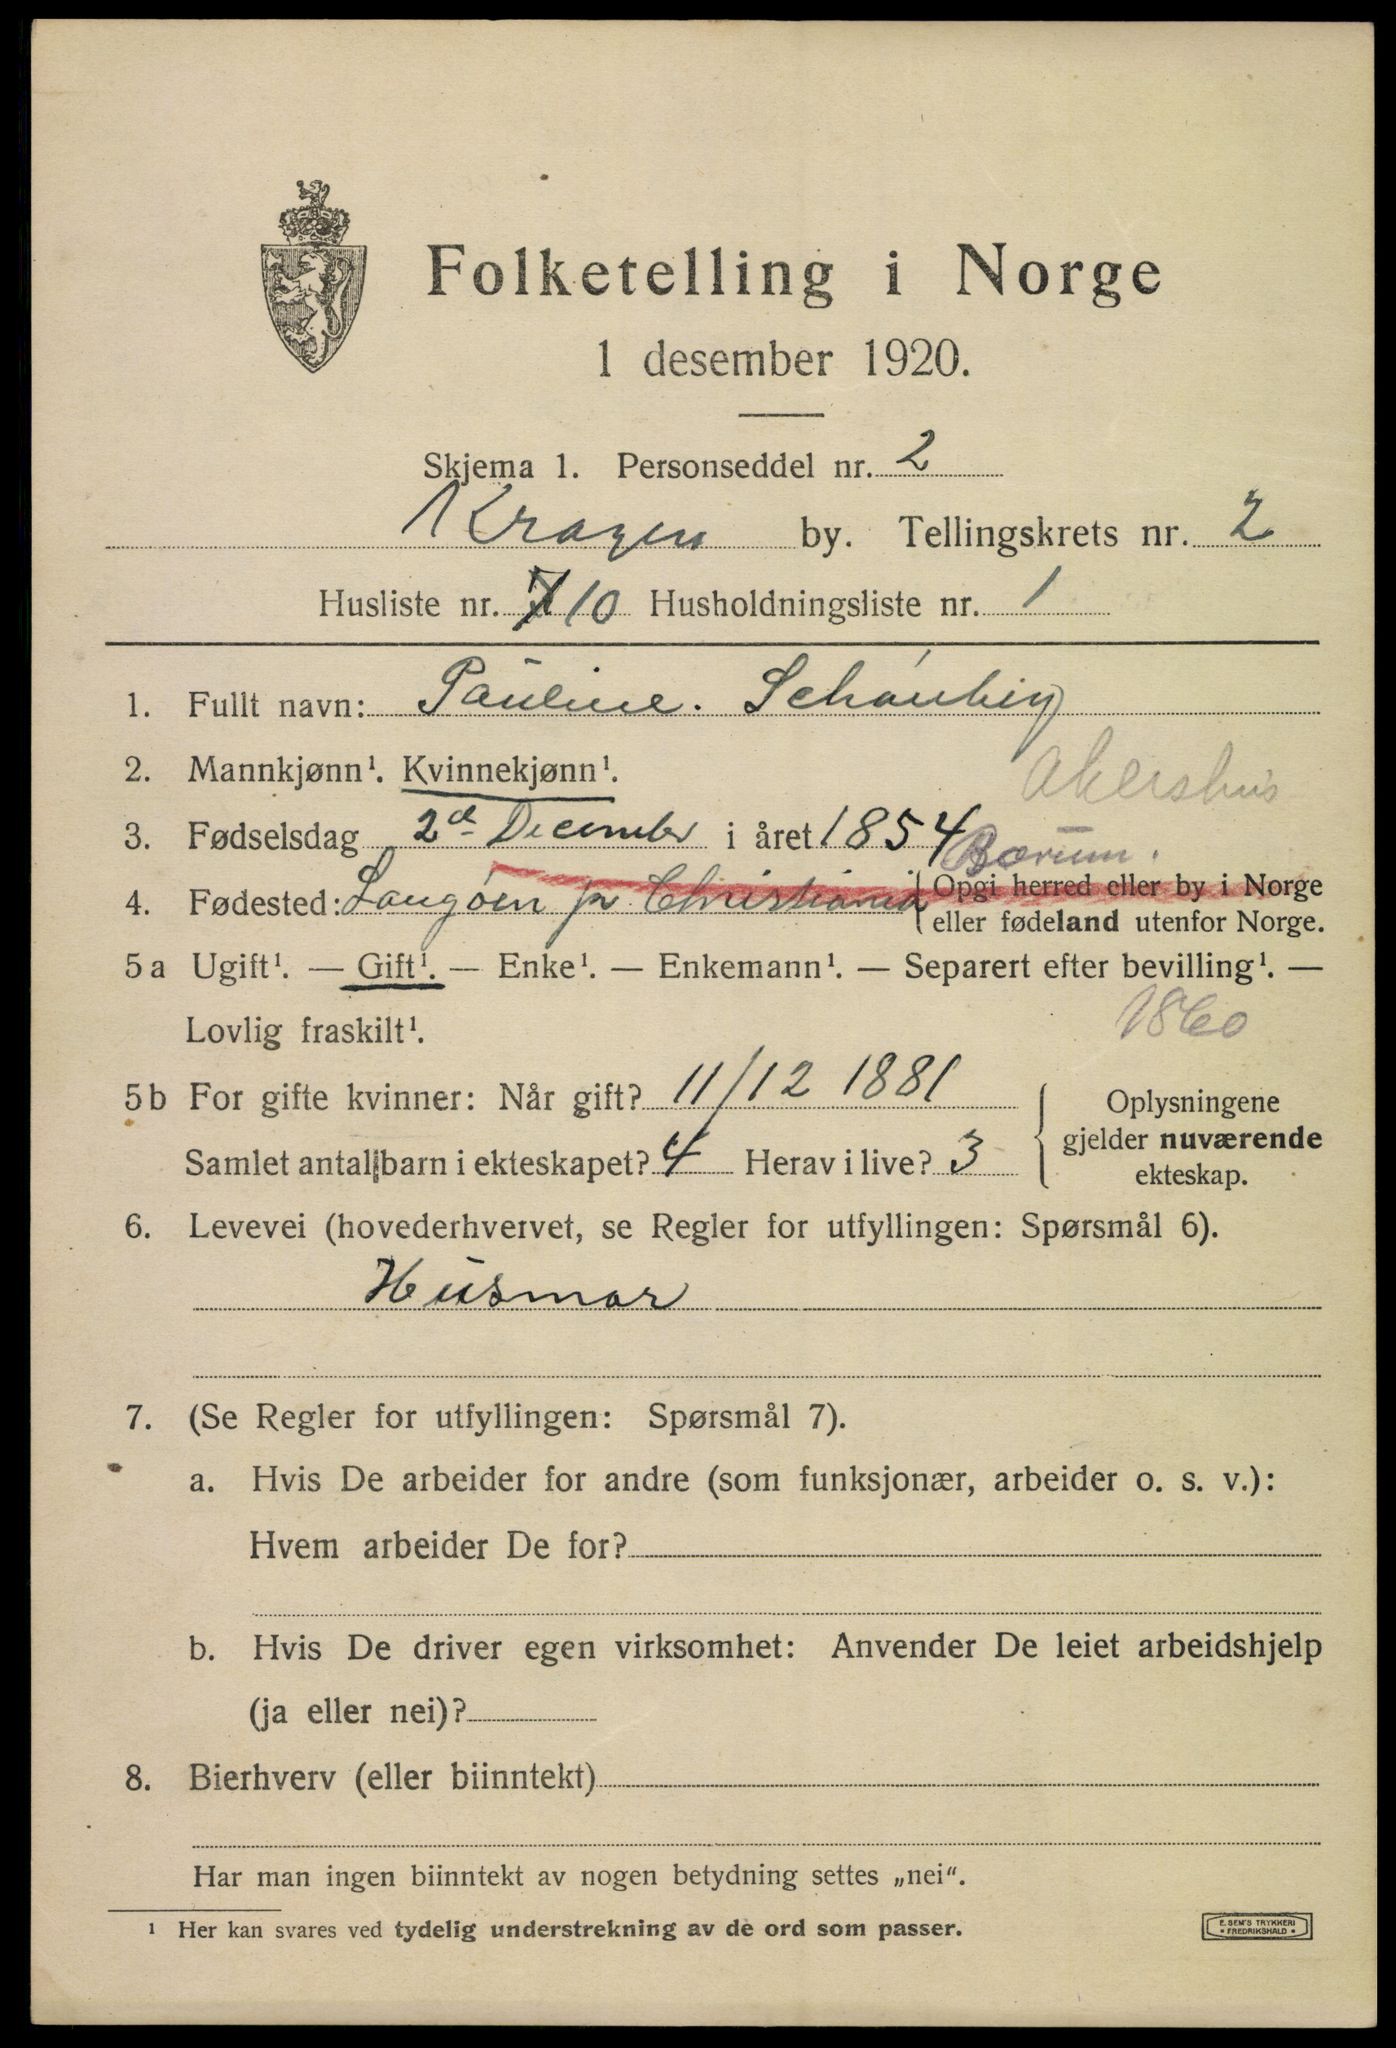 Folketelling i Norge
1 desember 1920.
Skjema 1. Personseddel nr. 2
Kragerø by. Tellingskrets nr. 2
Husliste nr. 7 10 Husholdningsliste nr. 1
1. Fullt navn: Pauline.
2. Mannkjønn¹. Kvinnekjønn¹. Akershus
3. Fødselsdag 2d December i året 1854 Bærum.
4. Fødested: Langøen pr Christiania { Opgi herred eller by i Norge
eller fødeland utenfor Norge.
5 a Ugift¹. — Gift¹. — Enke¹. — Enkemann¹. — Separert efter bevilling¹. —
Lovlig fraskilt¹. 1860
5 b For gifte kvinner: Når gift? 11/12 1881
Samlet antal barn i ekteskapet? 4 Herav i live? 3
Oplysningene
gjelder nuværende
ekteskap.
6. Levevei (hovederhvervet, se Regler for utfyllingen: Spørsmål 6).
Husmor
7. (Se Regler for utfyllingen: Spørsmål 7).
a. Hvis De arbeider for andre (som funksjonær, arbeider o. s. v.):
Hvem arbeider De for?
b. Hvis De driver egen virksomhet: Anvender De leiet arbeidshjelp
(ja eller nei)?
8. Bierhverv (eller biinntekt)
Har man ingen biinntekt av nogen betydning settes „nei“.
¹ Her kan svares ved tydelig understrekning av de ord som passer.
E. SEM'S TRYKKERI
• FREDRIKSHALD •